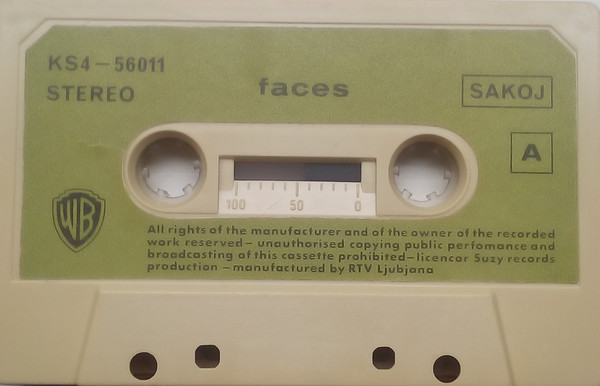 KS4-56011
STEREO
faces
SAKOJ
A
100 50 0
WB
All rights of the manufacturer and of the owner of the recorded
work reserved - unauthorised copying public perfomance and
broadcasting of this cassette prohibited - licencor Suzy records
production - manufactured by RTV Ljubjana